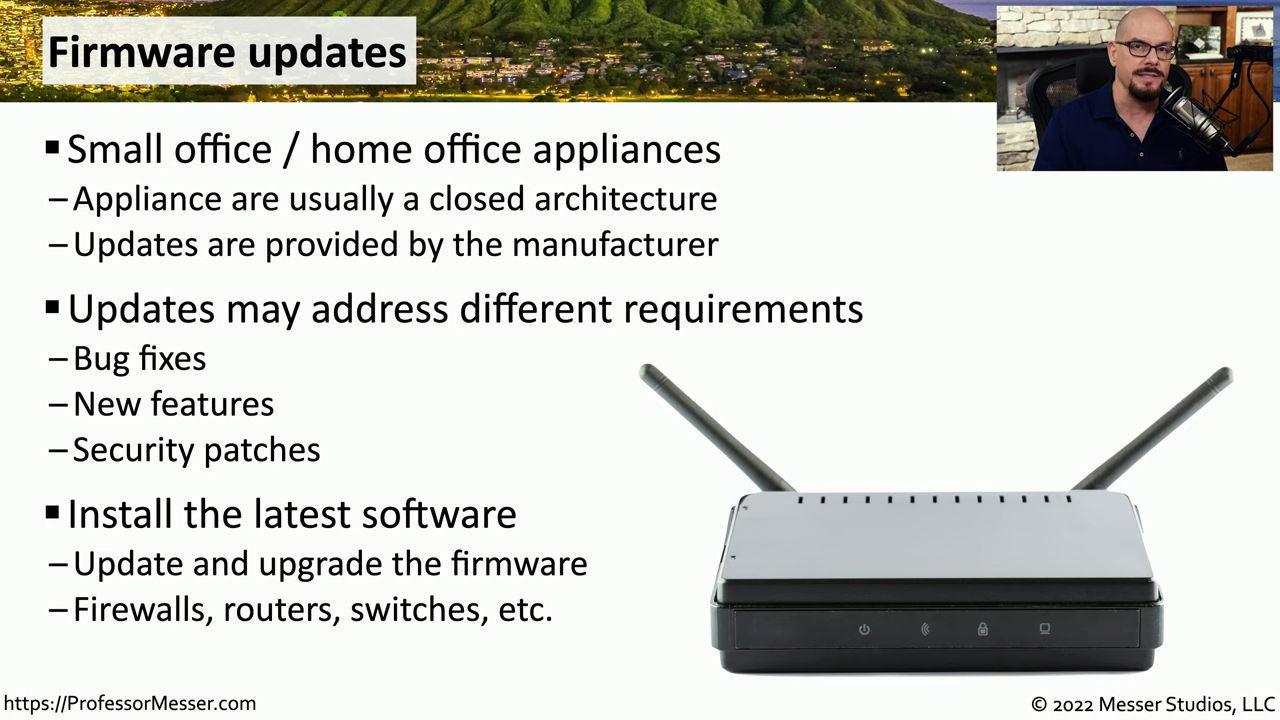 Firmware updates
▪ Small office / home office appliances
– Appliance are usually a closed architecture
– Updates are provided by the manufacturer
▪ Updates may address different requirements
– Bug fixes
– New features
– Security patches
▪ Install the latest software
– Update and upgrade the firmware
– Firewalls, routers, switches, etc.
https://ProfessorMesser.com
© 2022 Messer Studios, LLC